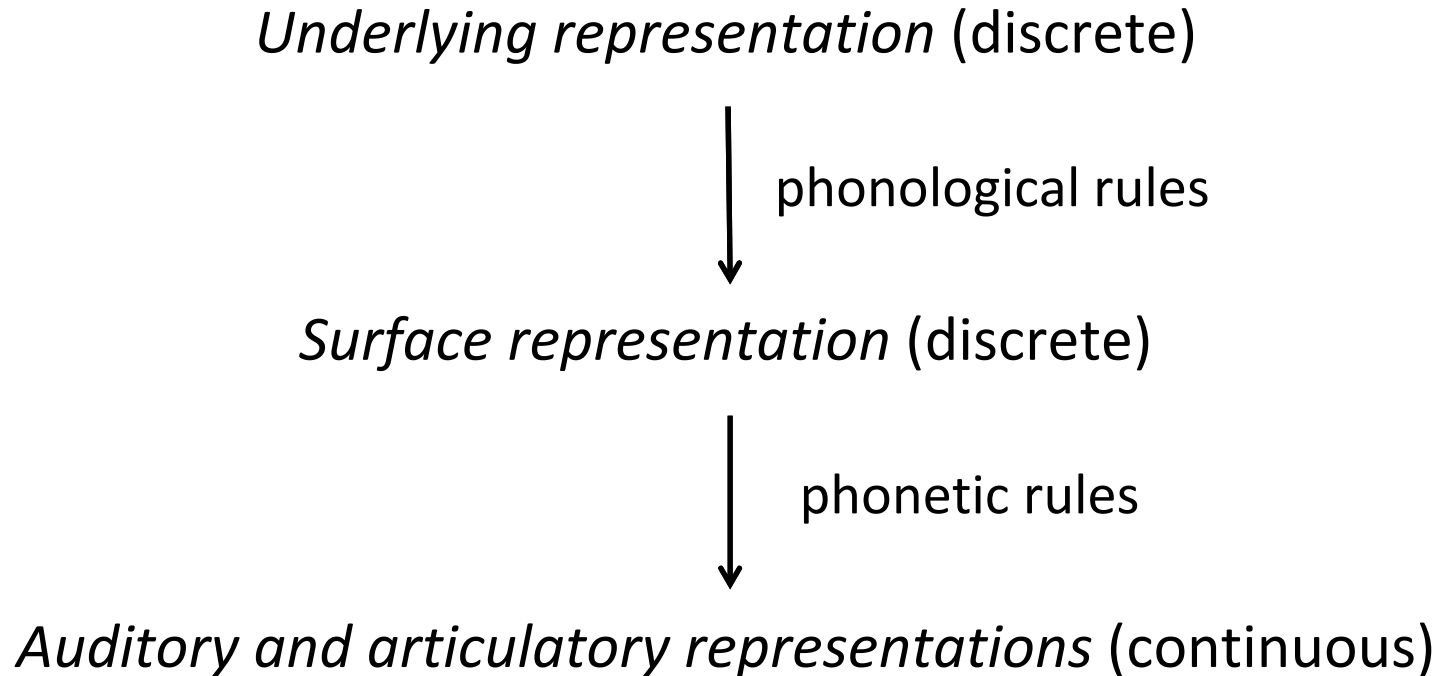 Underlying representation (discrete)
phonological rules
Surface representation (discrete)
phonetic rules
Auditory and articulatory representations (continuous)